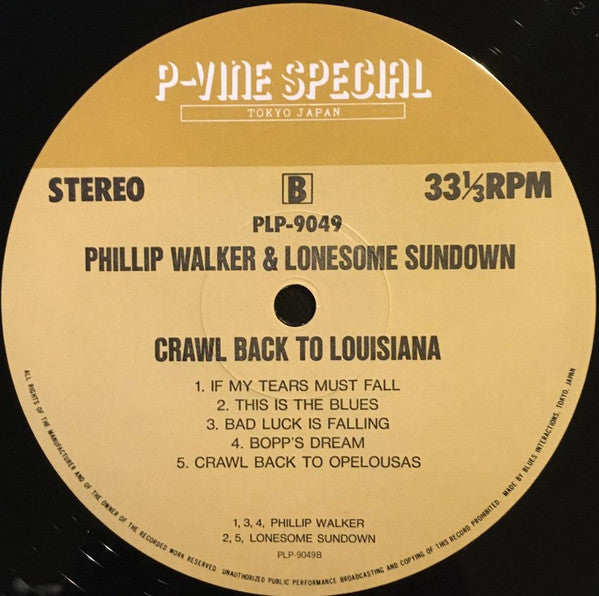 P-VINE SPECIAL
TOKYO JAPAN
STEREO
B
33⅓RPM
PLP-9049
PHILLIP WALKER & LONESOME SUNDOWN
CRAWL BACK TO LOUISIANA
1. IF MY TEARS MUST FALL
2. THIS IS THE BLUES
3. BAD LUCK IS FALLING
4. BOPP'S DREAM
5. CRAWL BACK TO OPELOUSAS
1,3,4, PHILLIP WALKER
2,5, LONESOME SUNDOWN
PLP-9049B
ALL RIGHTS OF THE MANUFACTURER AND OF THE OWNER OF THE RECORDED WORK RESERVED. UNAUTHORIZED PUBLIC PERFORMANCE BROADCASTING AND COPYING OF THIS RECORD PROHIBITED. MADE BY BLUES INTERACTIONS, TOKYO, JAPAN